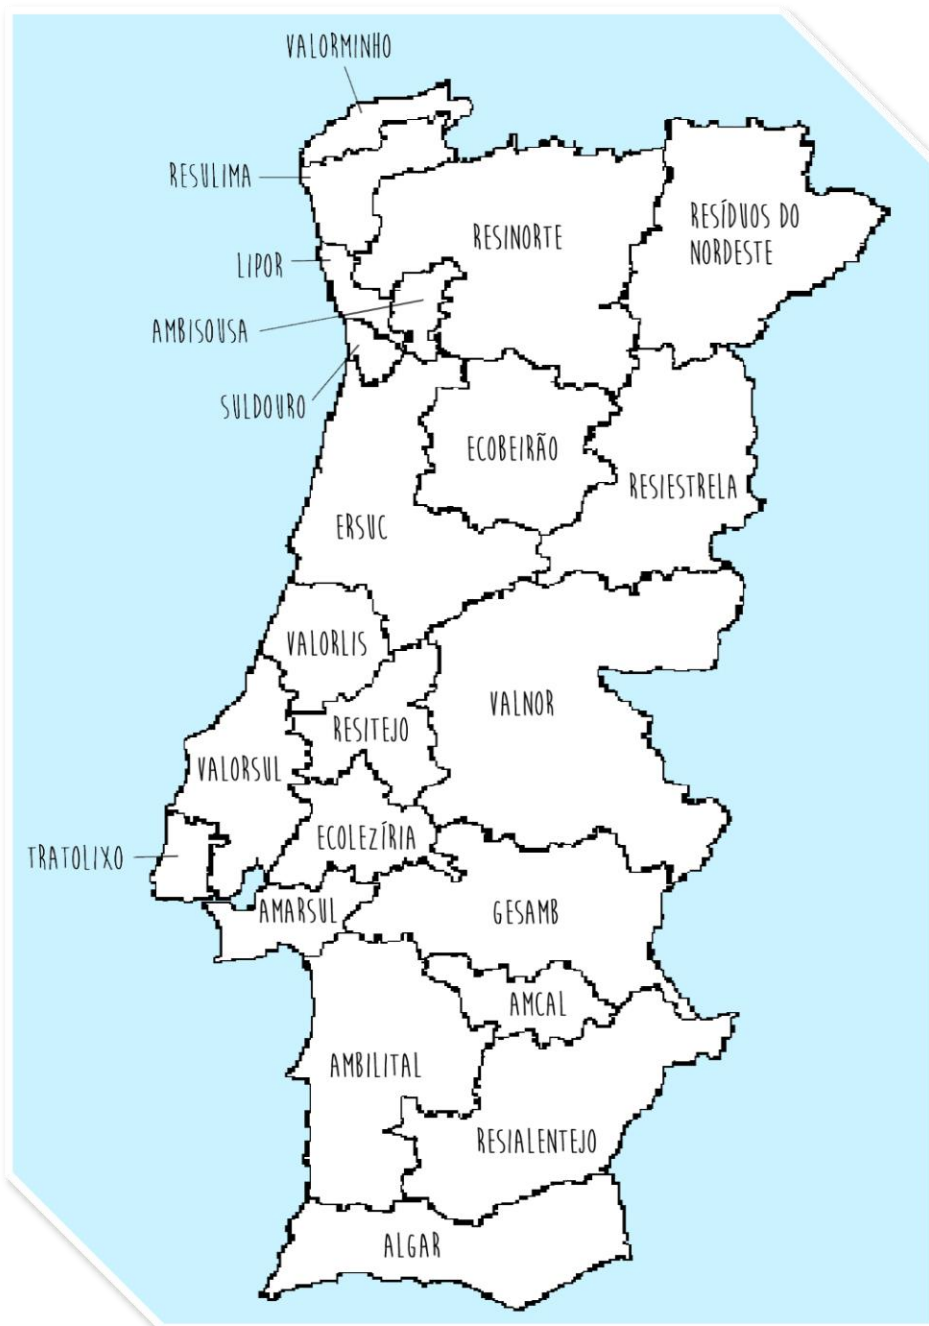 VALORMINHO
RESULIMA
RESINORTE
RESÍDUOS DO
NORDESTE
LIPOR
AMBISOUSA
SULDOURO
ECOBEIRÃO
RESIESTRELA
ERSUC
VALORLIS
VALNOR
RESITEJO
VALORSUL
ECOLEZÍRIA
TRATOLIXO
AMARSUL
GESAMB
AMCAL
AMBILITAL
RESIALENTEJO
ALGAR